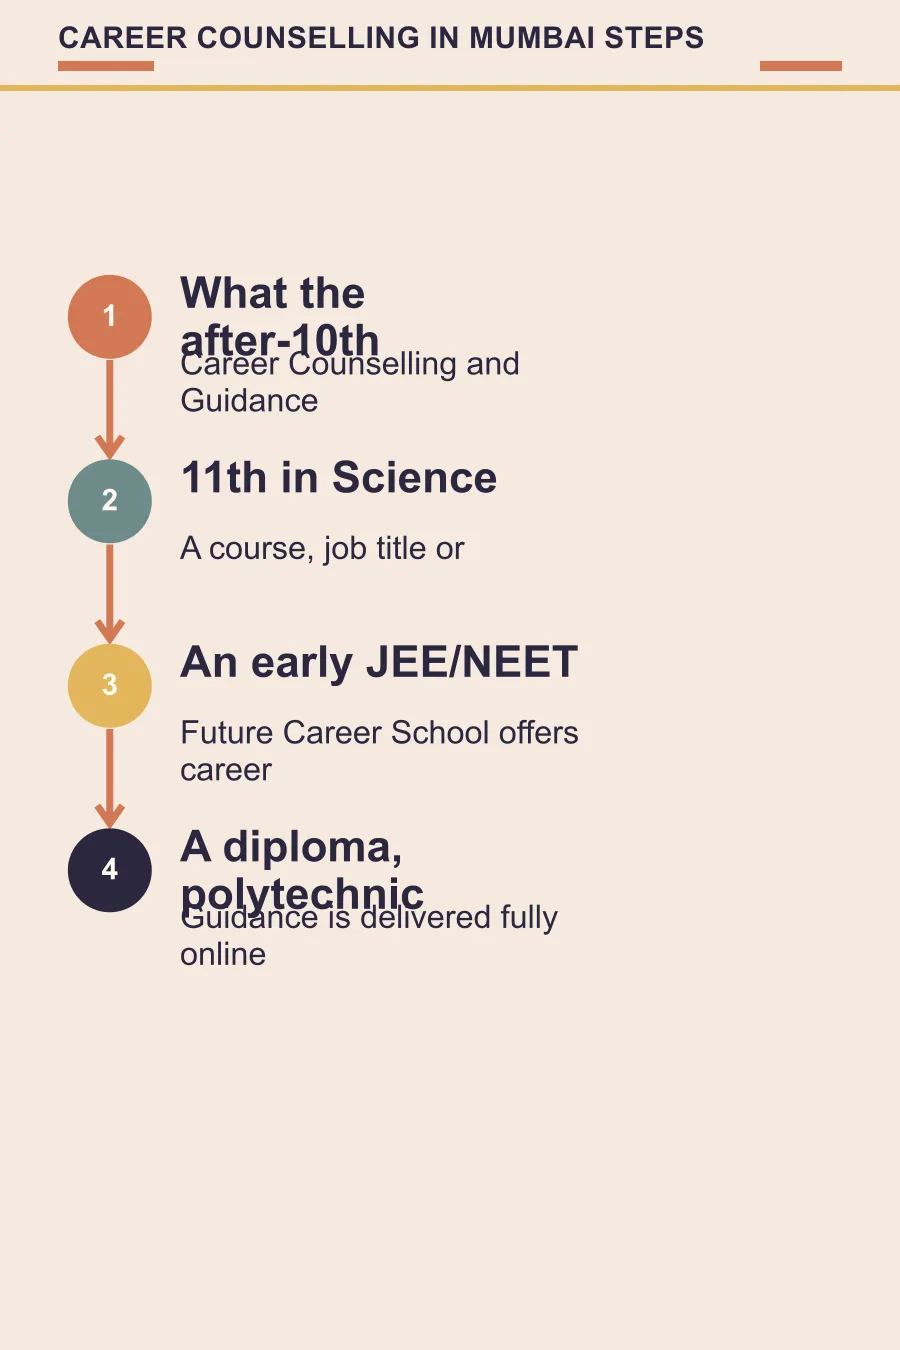 CAREER COUNSELLING IN MUMBAI STEPS
1
What the
after-10th
Career Counselling and
Guidance
2
11th in Science
A course, job title or
3
An early JEE/NEET
Future Career School offers
career
4
A diploma,
polytechnic
Guidance is delivered fully
online